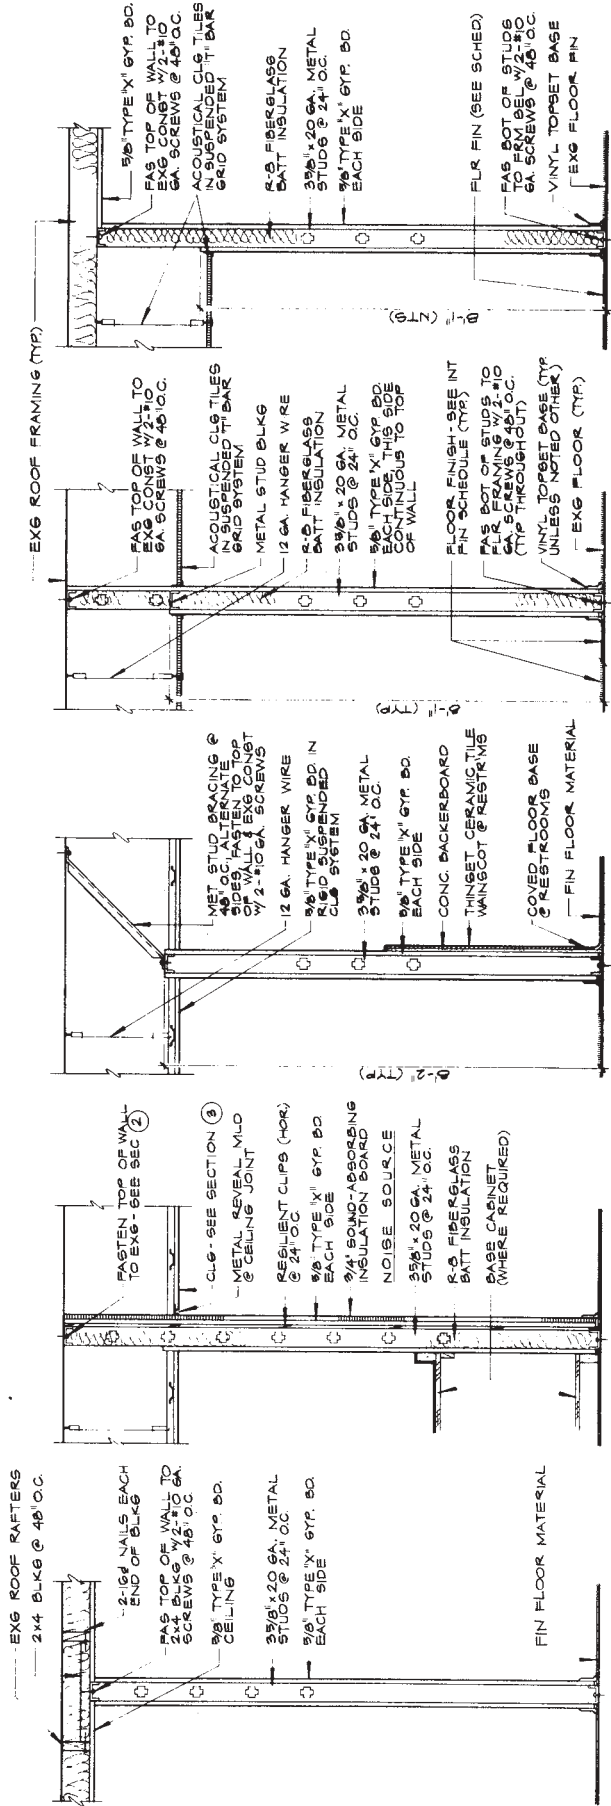 EXG ROOF RAFTERS
2x4 BLKG @ 48" O.C.
2-16d NAILS EACH
END OF BLKG
FAS TOP OF WALL TO
2x4 BLKG W/2-#10 GA.
SCREWS @ 48" O.C.
5/8" TYPE "X" GYP. BD.
CEILING
3 5/8" x 20 GA. METAL
STUDS @ 24" O.C.
5/8" TYPE "X" GYP. BD.
EACH SIDE
FIN FLOOR MATERIAL
FASTEN TOP OF WALL
TO EXG - SEE SEC 2
CLG - SEE SECTION 3
METAL REVEAL MLD
@ CEILING JOINT
RESILIENT CLIPS (HOR.)
@ 24" O.C.
5/8" TYPE "X" GYP. BD.
EACH SIDE
3/4" SOUND-ABSORBING
INSULATION BOARD
NOISE SOURCE
3 5/8" x 20 GA. METAL
STUDS @ 24" O.C.
R-8 FIBERGLASS
BATT INSULATION
BASE CABINET
(WHERE REQUIRED)
MET STUD BRACING @
48" O.C., ALTERNATE
SIDES, FASTEN TO TOP
OF WALL & EXG CONST
W/ 2-#10 GA. SCREWS
12 GA. HANGER WIRE
5/8" TYPE "X" GYP. BD. IN
RIGID SUSPENDED
CLG SYSTEM
3 5/8" x 20 GA. METAL
STUDS @ 24" O.C.
5/8" TYPE "X" GYP. BD.
EACH SIDE
CONC. BACKERBOARD
THINSET CERAMIC TILE
WAINSCOT @ RESTR'MS
COVED FLOOR BASE
@ RESTROOMS
FIN FLOOR MATERIAL
8'-2" (TYP)
EXG ROOF FRAMING (TYP.)
FAS TOP OF WALL TO
EXG CONST W/2-#10
GA. SCREWS @ 48" O.C.
ACOUSTICAL CLG TILES
IN SUSPENDED "T" BAR
GRID SYSTEM
METAL STUD BLKG
12 GA. HANGER WIRE
R-8 FIBERGLASS
BATT INSULATION
3 5/8" x 20 GA. METAL
STUDS @ 24" O.C.
5/8" TYPE "X" GYP. BD.
EACH SIDE, THIS SIDE
CONTINUOUS TO TOP
OF WALL
FLOOR FINISH - SEE INT
FIN SCHEDULE (TYP.)
FAS BOT OF STUDS TO
FLR FRAMING W/2-#10
GA. SCREWS @ 48" O.C.
(TYP THROUGHOUT)
VINYL TOPSET BASE (TYP.
UNLESS NOTED OTHER.)
EXG FLOOR (TYP.)
8'-1" (TYP)
5/8" TYPE "X" GYP. BD.
FAS TOP OF WALL TO
EXG CONST W/2-#10
GA. SCREWS @ 48" O.C.
ACOUSTICAL CLG TILES
IN SUSPENDED "T" BAR
GRID SYSTEM
R-8 FIBERGLASS
BATT INSULATION
3 5/8" x 20 GA. METAL
STUDS @ 24" O.C.
5/8" TYPE "X" GYP. BD.
EACH SIDE
FLR FIN (SEE SCHED)
FAS BOT OF STUDS
TO FRM BEL W/2-#10
GA. SCREWS @ 48" O.C.
VINYL TOPSET BASE
EXG FLOOR FIN
8'-1" (NTS)